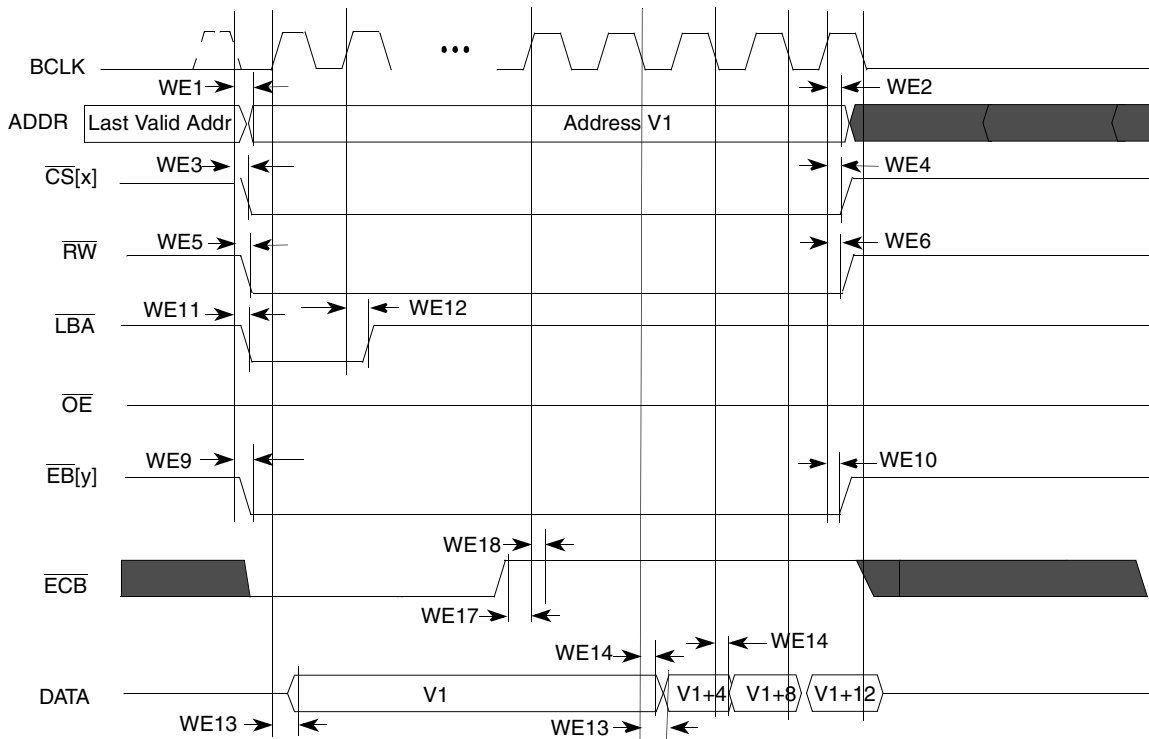 BCLK
•••
WE1
WE2
ADDR
Last Valid Addr
Address V1
WE3
WE4
CS[x]
WE5
WE6
RW
WE11
WE12
LBA
OE
WE9
WE10
EB[y]
WE18
ECB
WE17
WE14
WE14
DATA
V1
V1+4
V1+8
V1+12
WE13
WE13